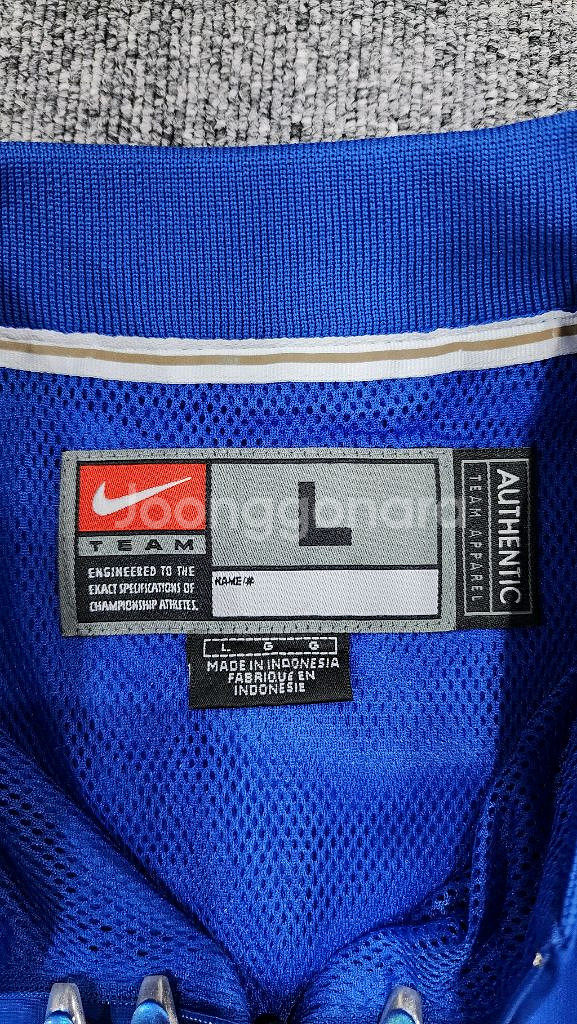 Joonggonara
TEAM
ENGINEERED TO THE
EXACT SPECIFICATIONS OF
CHAMPIONSHIP ATHLETES.
L
NAME/#
AUTHENTIC
TEAM APPAREL
L G G
MADE IN INDONESIA
FABRIQUE EN
INDONESIE